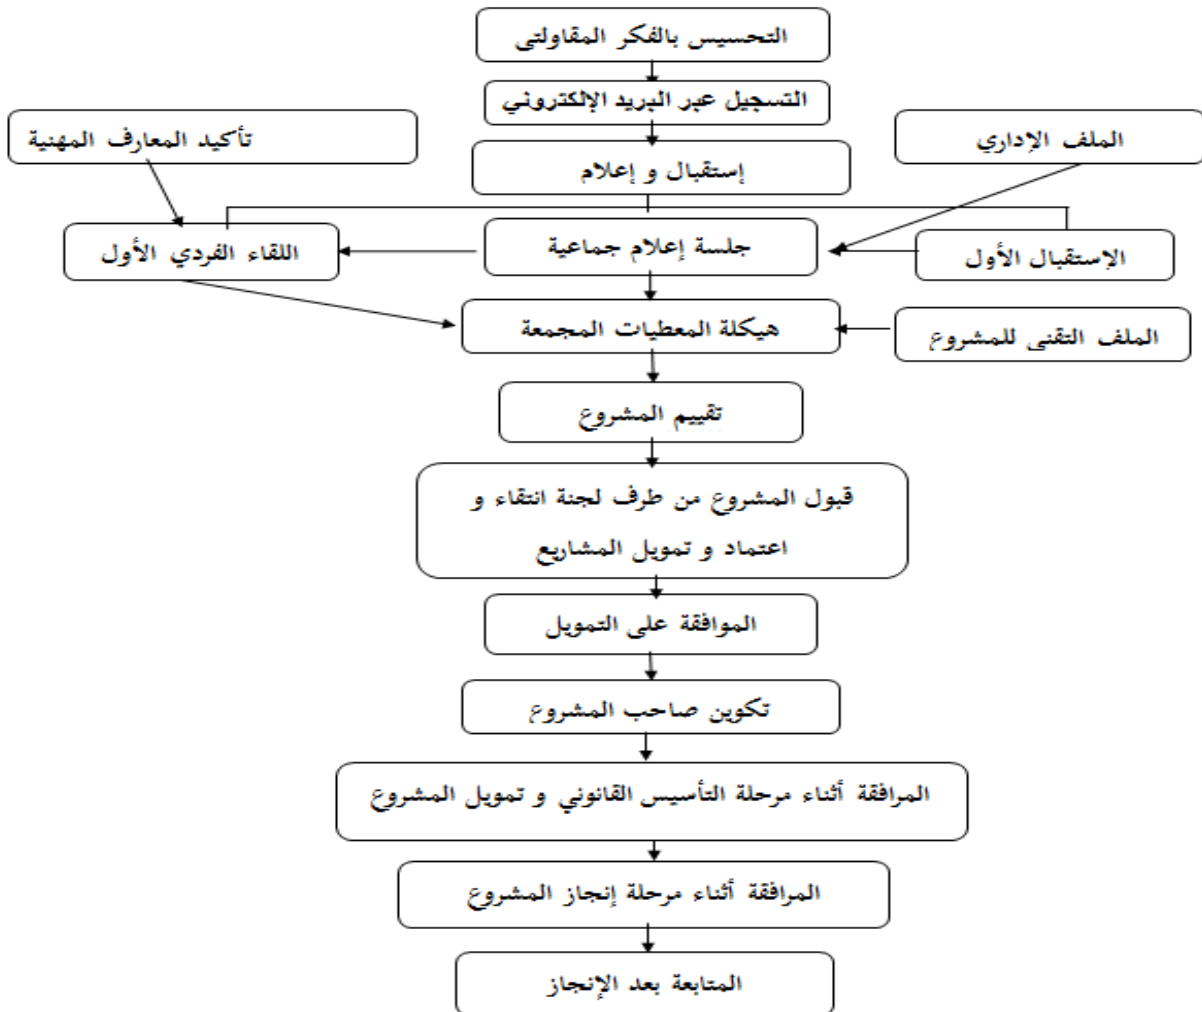 التحسيس بالفكر المقاولتي
التسجيل عبر البريد الإلكتروني
الملف الإداري
تأكيد المعارف المهنية
إستقبال و إعلام
الإستقبال الأول
جلسة إعلام جماعية
اللقاء الفردي الأول
هيكلة المعطيات المجمعة
الملف التقني للمشروع
تقييم المشروع
قبول المشروع من طرف لجنة انتقاء و
اعتماد و تمويل المشاريع
الموافقة على التمويل
تكوين صاحب المشروع
المرافقة أثناء مرحلة التأسيس القانوني و تمويل المشروع
المرافقة أثناء مرحلة إنجاز المشروع
المتابعة بعد الإنجاز